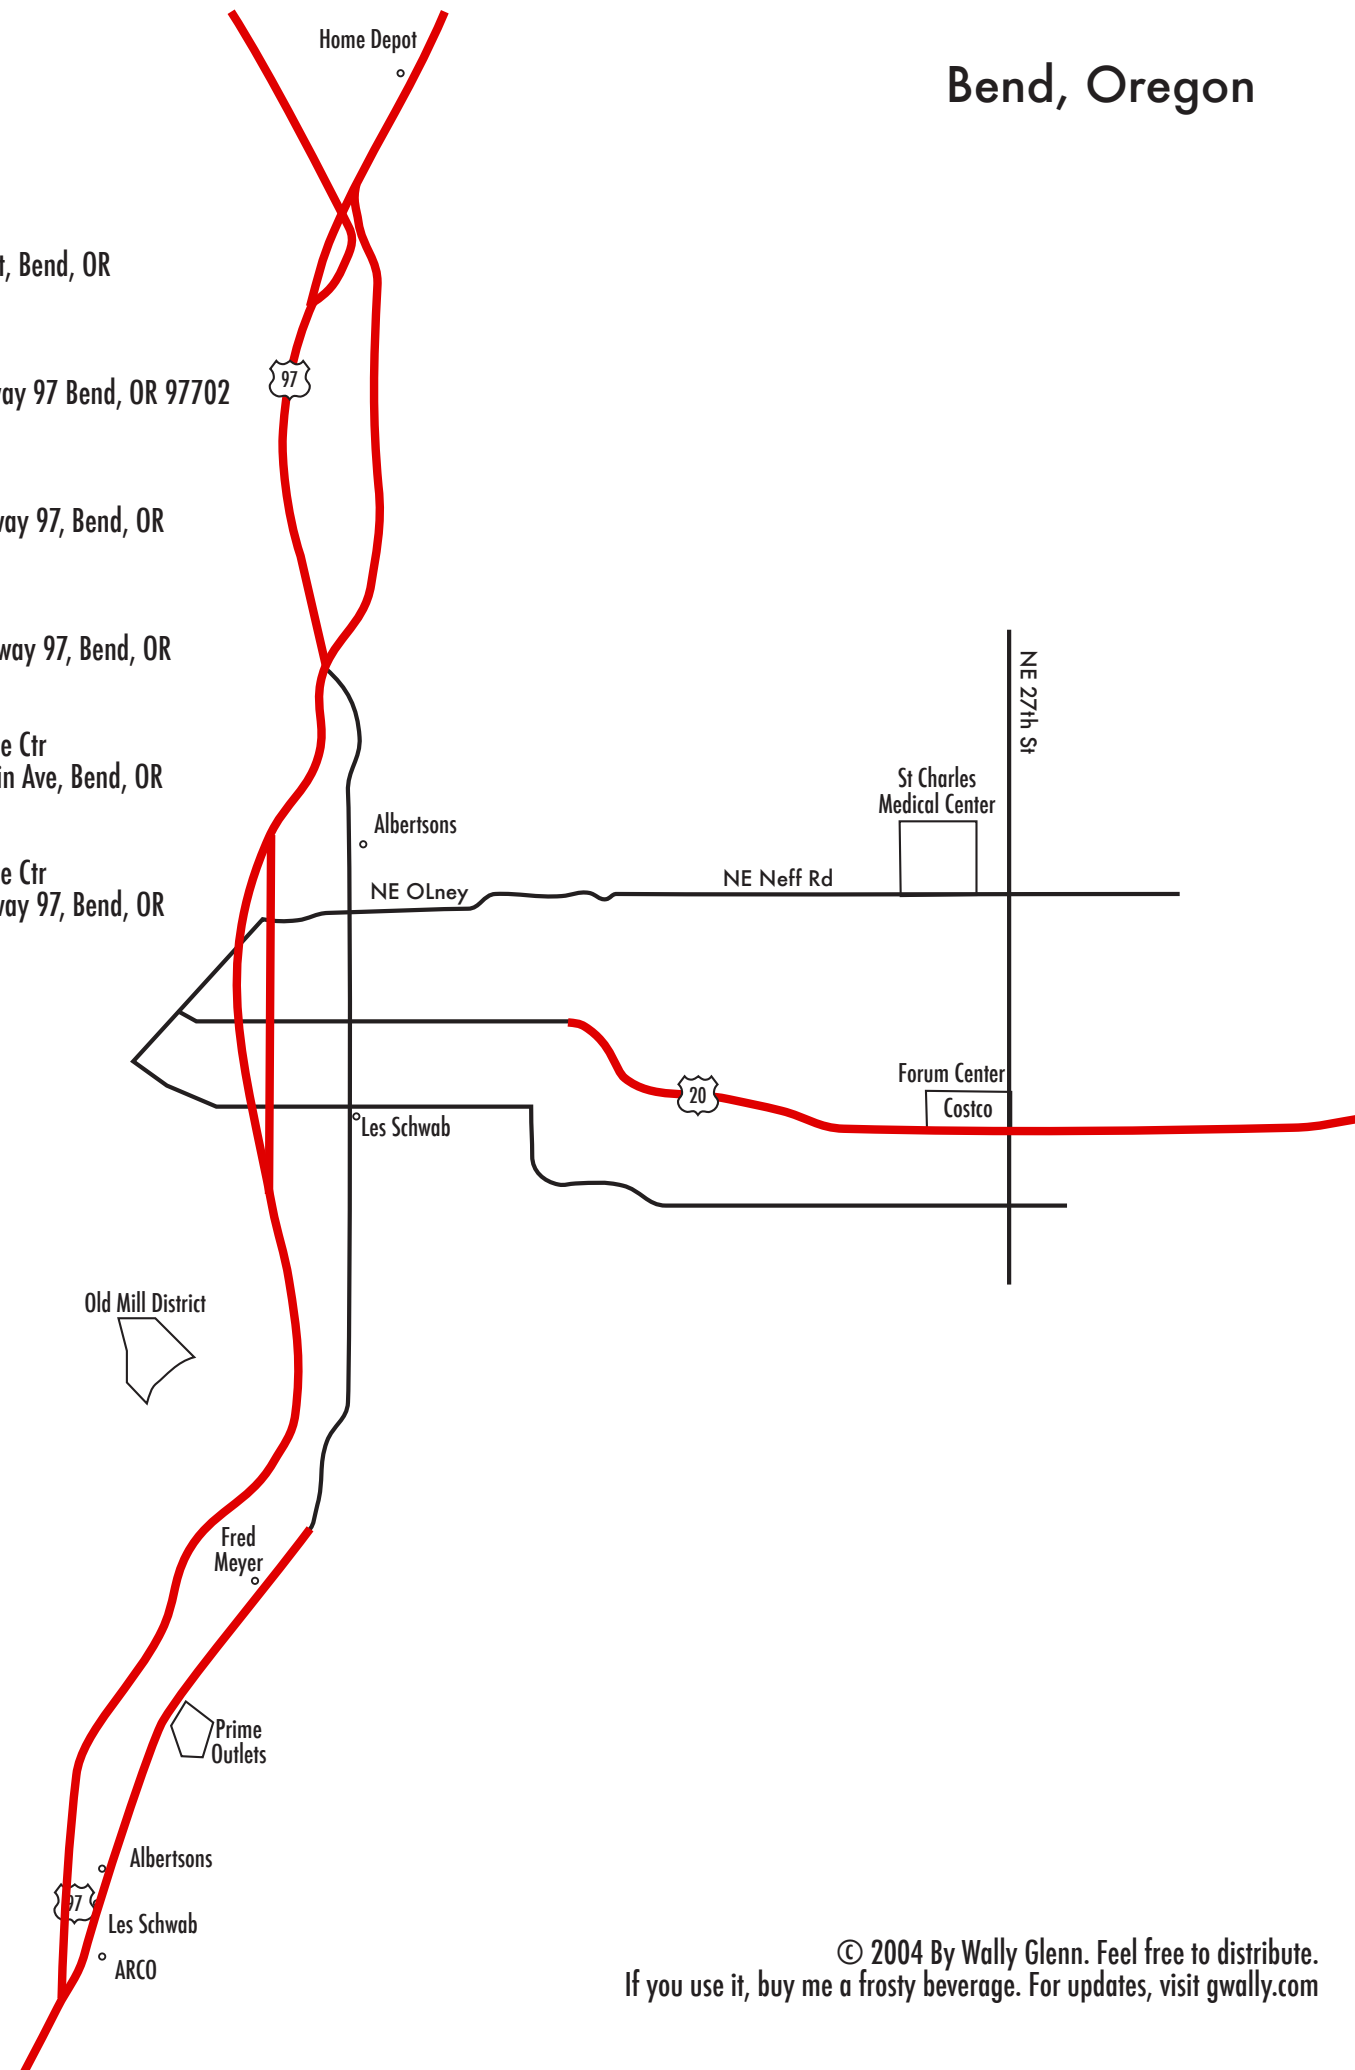 Home Depot
Bend, Oregon
t, Bend, OR
97
way 97 Bend, OR 97702
way 97, Bend, OR
way 97, Bend, OR
NE 27th St
e Ctr
in Ave, Bend, OR
St Charles
Medical Center
Albertsons
e Ctr
way 97, Bend, OR
NE OLney
NE Neff Rd
Forum Center
Costco
20
Les Schwab
Old Mill District
Fred
Meyer
Prime
Outlets
Albertsons
97
Les Schwab
ARCO
© 2004 By Wally Glenn. Feel free to distribute.
If you use it, buy me a frosty beverage. For updates, visit gwally.com